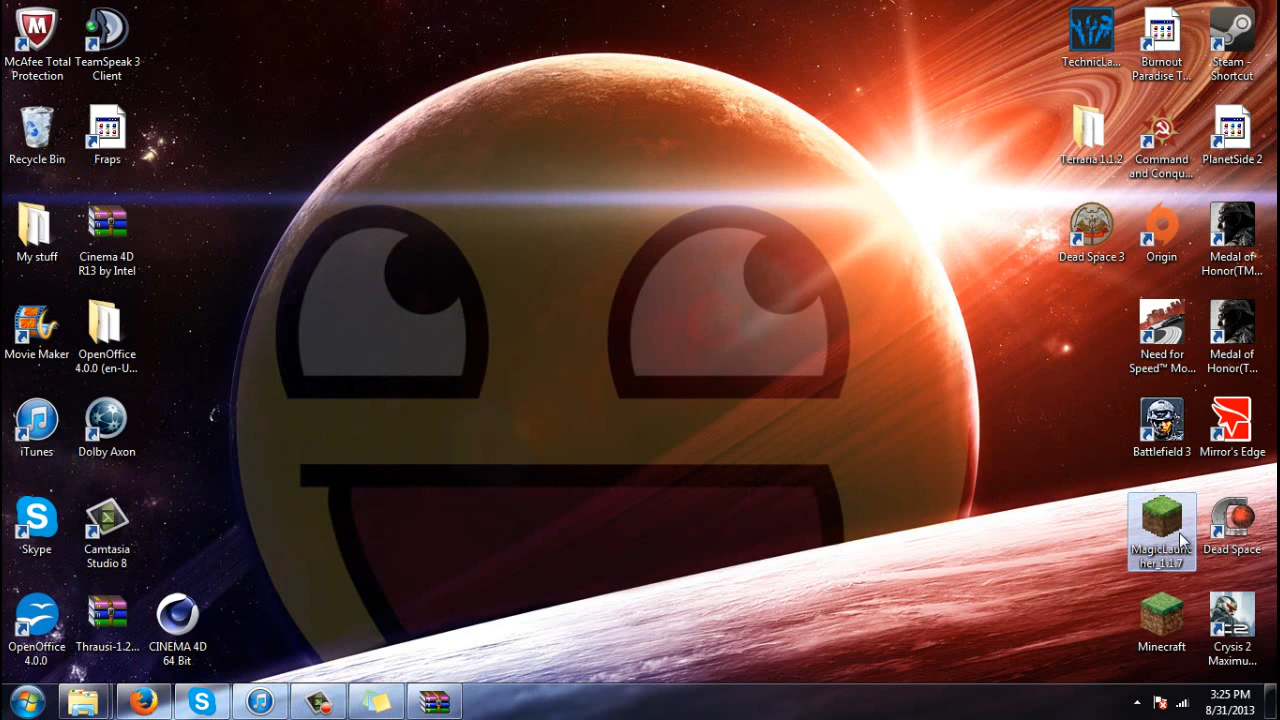 McAfee Total
Protection
TeamSpeak 3
Client
Recycle Bin
Fraps
My stuff
Cinema 4D
R13 by Intel
Movie Maker
OpenOffice
4.0.0 (en-U...
iTunes
Dolby Axon
Skype
Camtasia
Studio 8
OpenOffice
4.0.0
Thrausi-1.2...
CINEMA 4D
64 Bit
TechnicLa...
Burnout
Paradise T...
Steam -
Shortcut
Terraria 1.1.2
Command
and Conqu...
PlanetSide 2
Dead Space 3
Origin
Medal of
Honor(TM...
Need for
Speed™ Mo...
Medal of
Honor(T...
Battlefield 3
Mirror's Edge
MagicLaunc
her_1.1.7
Dead Space
Minecraft
Crysis 2
Maximu...
3:25 PM
8/31/2013